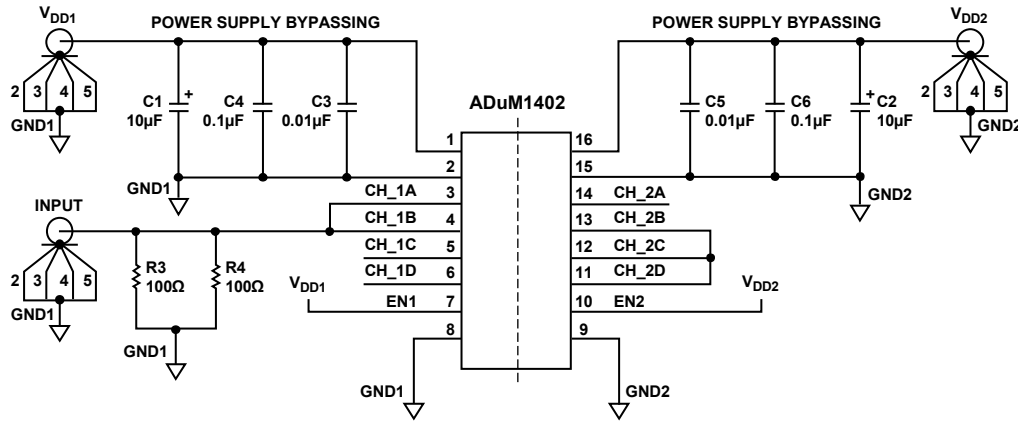 VDD1
POWER SUPPLY BYPASSING
POWER SUPPLY BYPASSING
VDD2
2 3 4 5
GND1
C1
10µF
+
C4
0.1µF
C3
0.01µF
ADuM1402
C5
0.01µF
C6
0.1µF
+
C2
10µF
2 3 4 5
GND2
1
16
2
15
GND1
GND2
CH_1A
3
14
CH_2A
INPUT
CH_1B
4
13
CH_2B
CH_1C
5
12
CH_2C
CH_1D
6
11
CH_2D
2 3 4 5
GND1
R3
100Ω
R4
100Ω
VDD1
EN1
7
10
EN2
VDD2
8
9
GND1
GND1
GND2